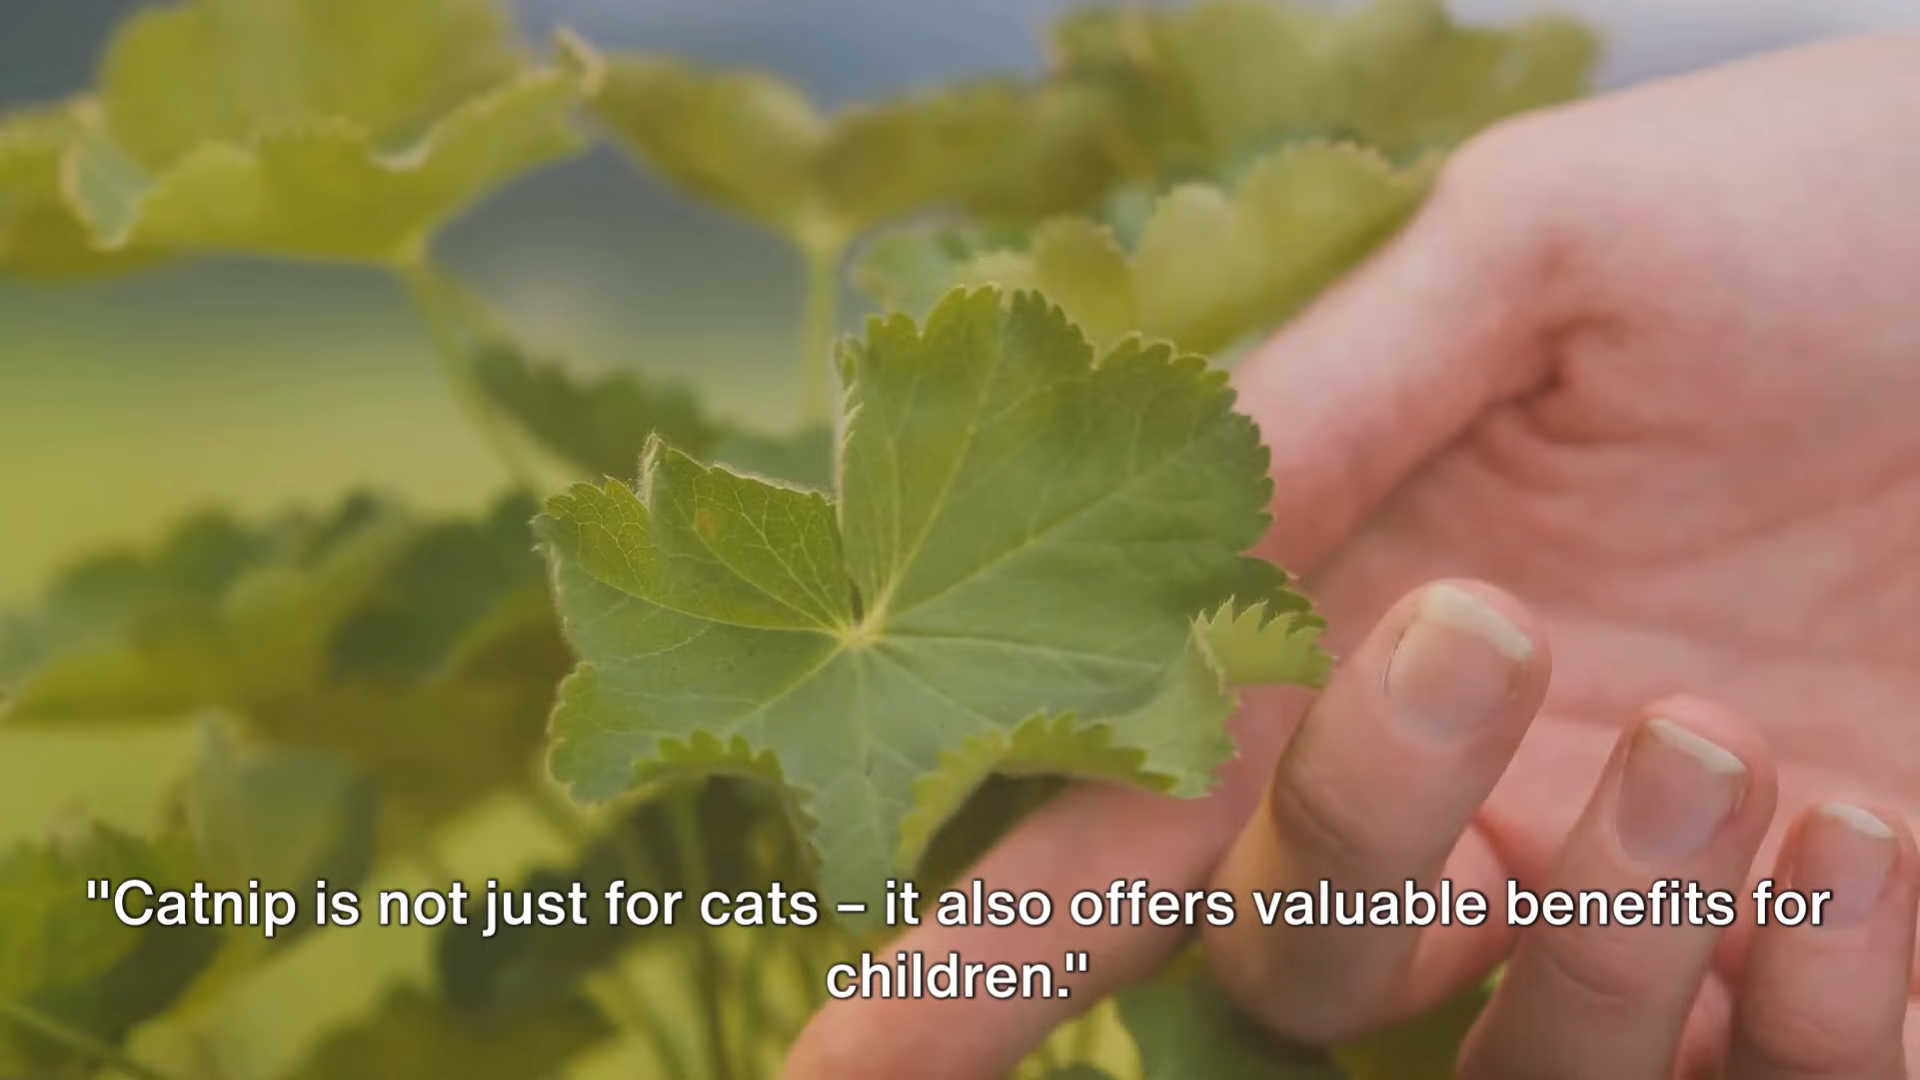 "Catnip is not just for cats – it also offers valuable benefits for
children."